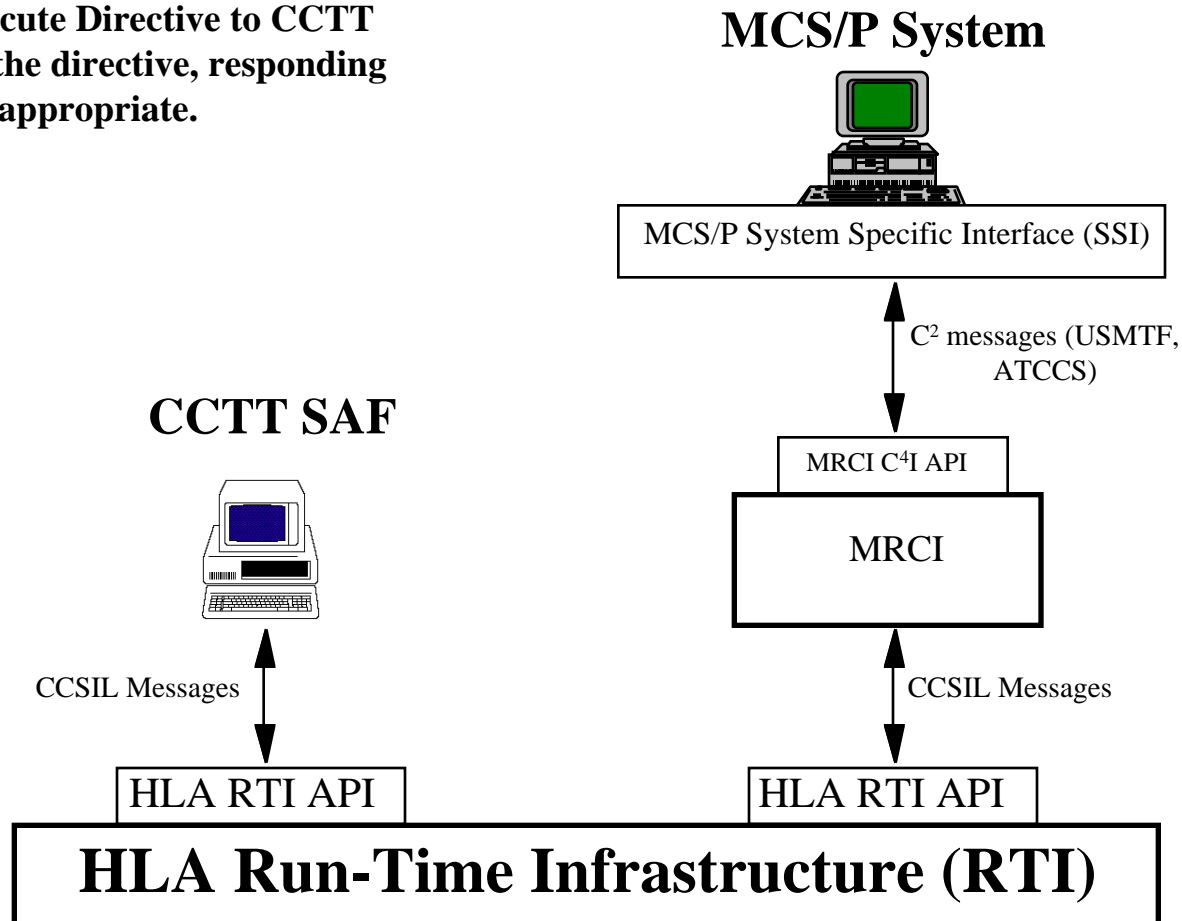 cute Directive to CCTT
the directive, responding
appropriate.
MCS/P System
MCS/P System Specific Interface (SSI)
C² messages (USMTF,
ATCCS)
CCTT SAF
MRCI C⁴I API
MRCI
CCSIL Messages
CCSIL Messages
HLA RTI API
HLA RTI API
HLA Run-Time Infrastructure (RTI)